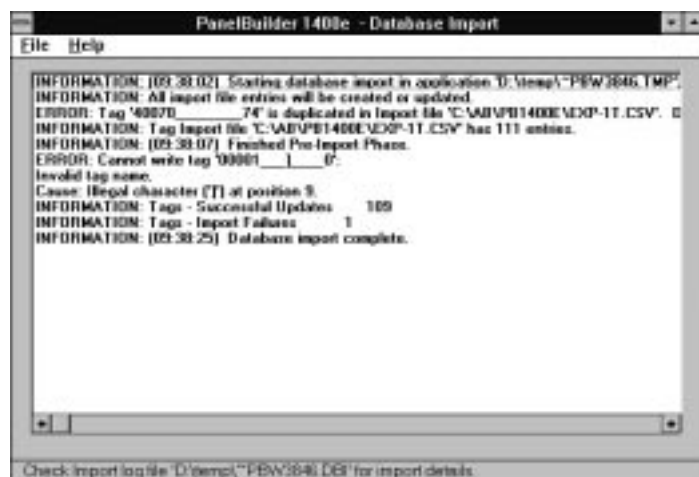 PanelBuilder 1400e - Database Import
File Help
INFORMATION: [09:38:02] Starting database import in application 'D:\temp\~PBW3846.TMP'.
INFORMATION: All import file entries will be created or updated.
ERROR: Tag '40070________74' is duplicated in Import file 'C:\AB\PB1400E\EXP-1T.CSV'.
INFORMATION: Tag Import file 'C:\AB\PB1400E\EXP-1T.CSV' has 111 entries.
INFORMATION: [09:38:07] Finished Pre-Import Phase.
ERROR: Cannot write tag '00001___]____0':
Invalid tag name.
Cause: Illegal character (']') at position 9.
INFORMATION: Tags - Successful Updates 109
INFORMATION: Tags - Import Failures 1
INFORMATION: [09:38:25] Database import complete.
Check Import log file 'D:\temp\~PBW3846.DBI' for import details